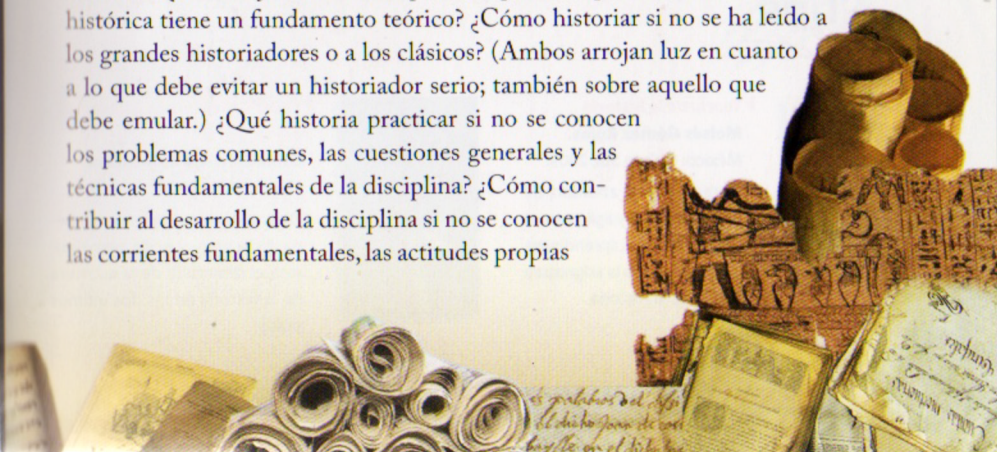 histórica tiene un fundamento teórico? ¿Cómo historiar si no se ha leído a
los grandes historiadores o a los clásicos? (Ambos arrojan luz en cuanto
a lo que debe evitar un historiador serio; también sobre aquello que
debe emular.) ¿Qué historia practicar si no se conocen
los problemas comunes, las cuestiones generales y las
técnicas fundamentales de la disciplina? ¿Cómo con-
tribuir al desarrollo de la disciplina si no se conocen
las corrientes fundamentales, las actitudes propias